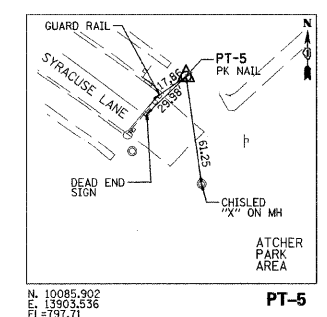 GUARD RAIL
N
PT-5
PK NAIL
SYRACUSE LANE
17.86
29.98'
61.25
DEAD END
SIGN
CHISLED
"X" ON MH
ATCHER
PARK
AREA
N. 10085.902
E. 13903.536
EL=797.71
PT-5